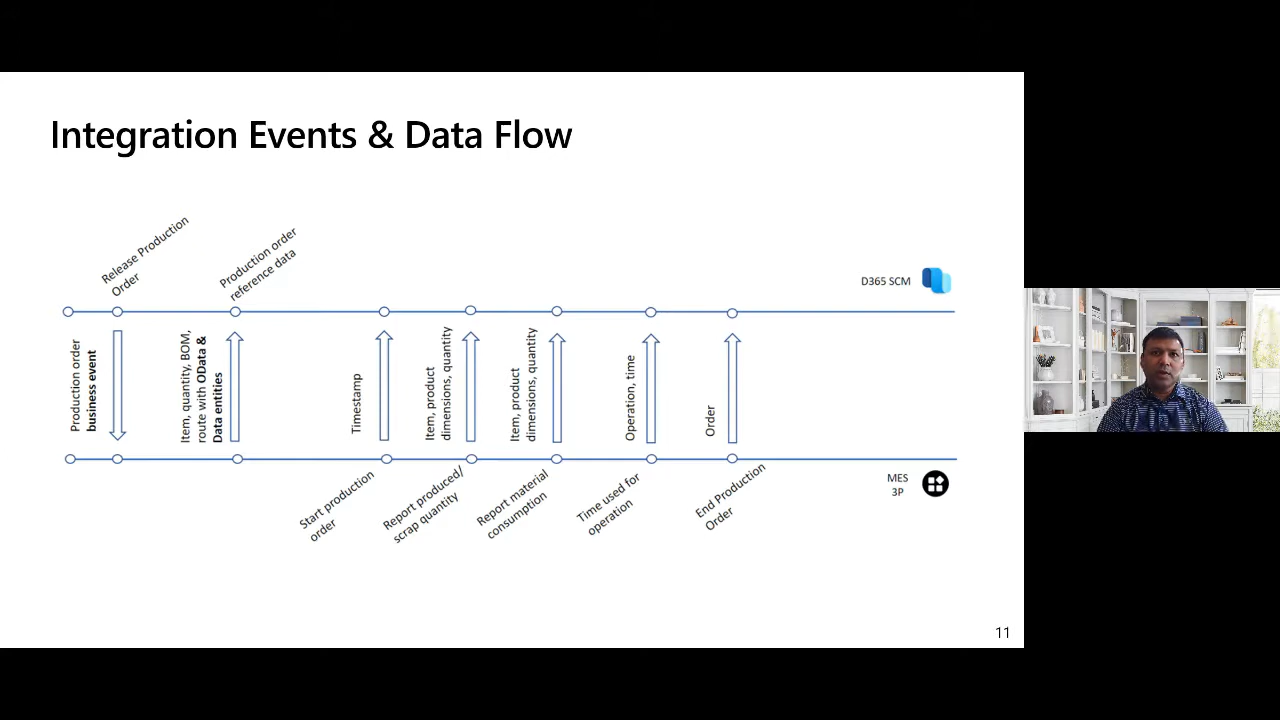 Integration Events & Data Flow
Release Production
Order
Production order
reference data
D365 SCM
Production order
business event
Item, quantity, BOM,
route with OData &
Data entities
Timestamp
Item, product
dimensions, quantity
Item, product
dimensions, quantity
Operation, time
Order
Start production
order
Report produced/
scrap quantity
Report material
consumption
Time used for
operation
End Production
Order
MES
3P
11